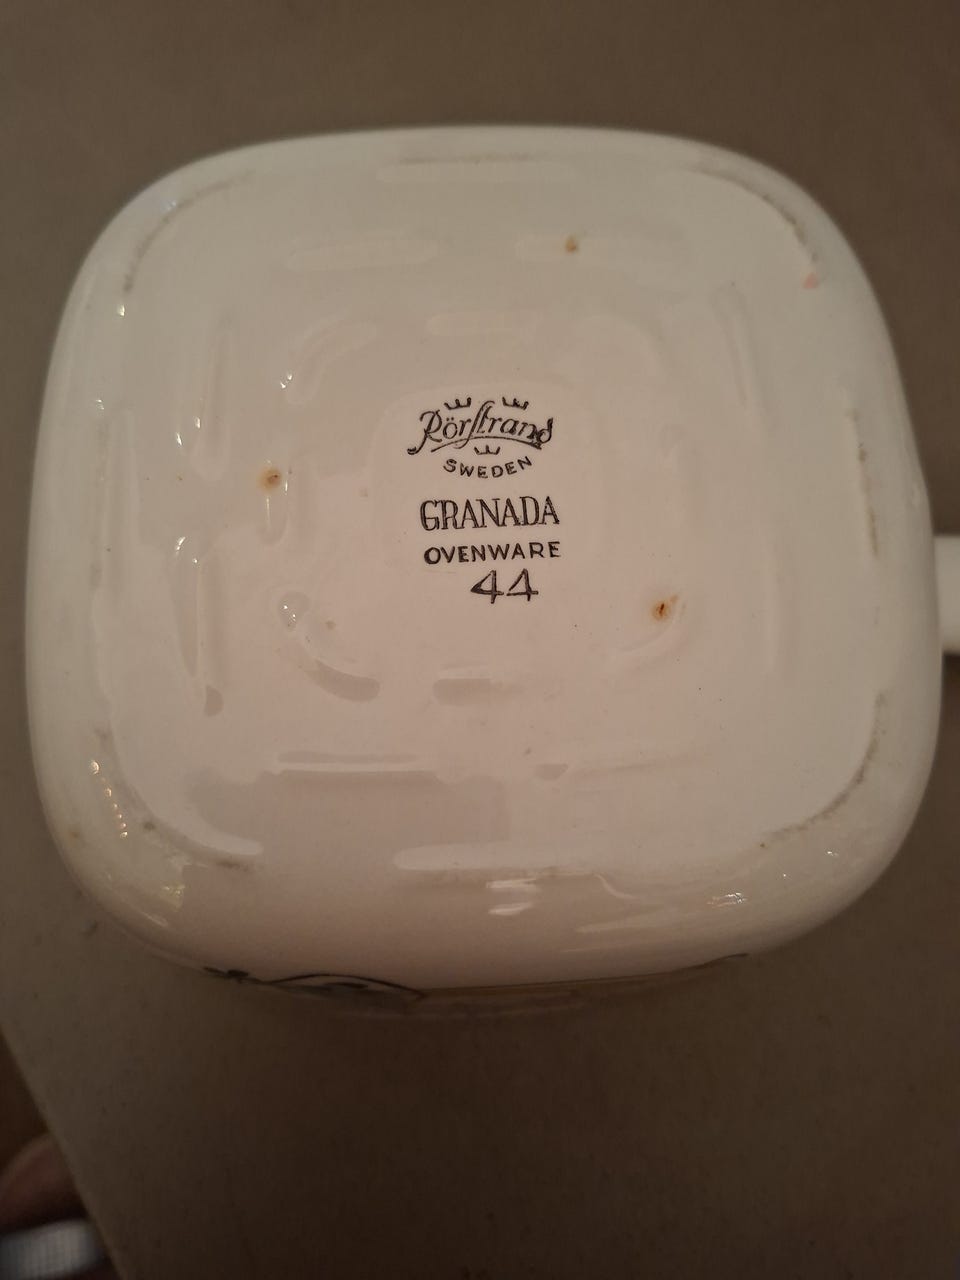 Rörstrand
SWEDEN
GRANADA
OVENWARE
44